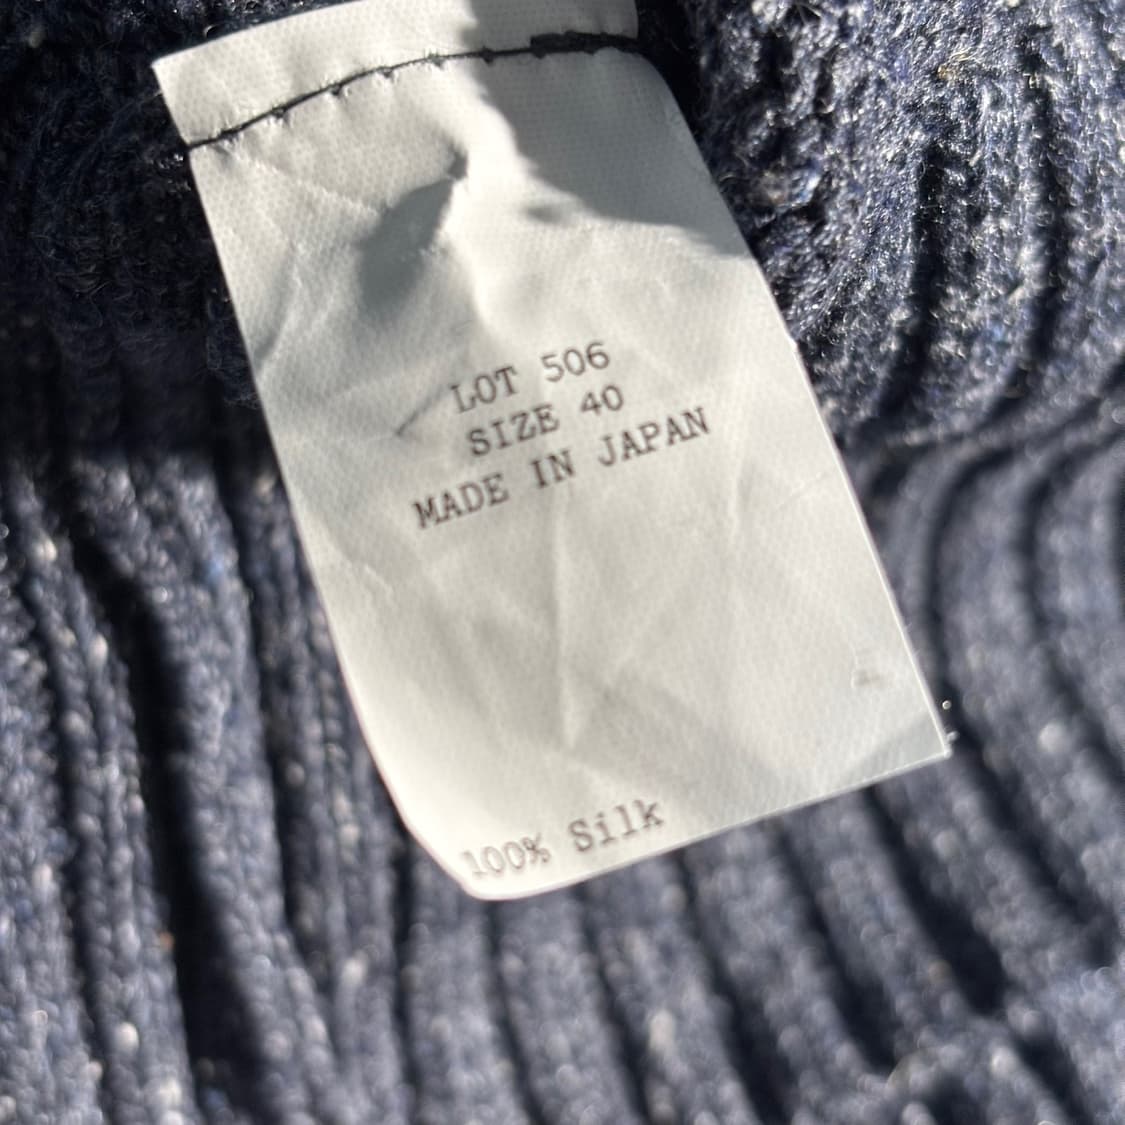 LOT 506
SIZE 40
MADE IN JAPAN
100% Silk